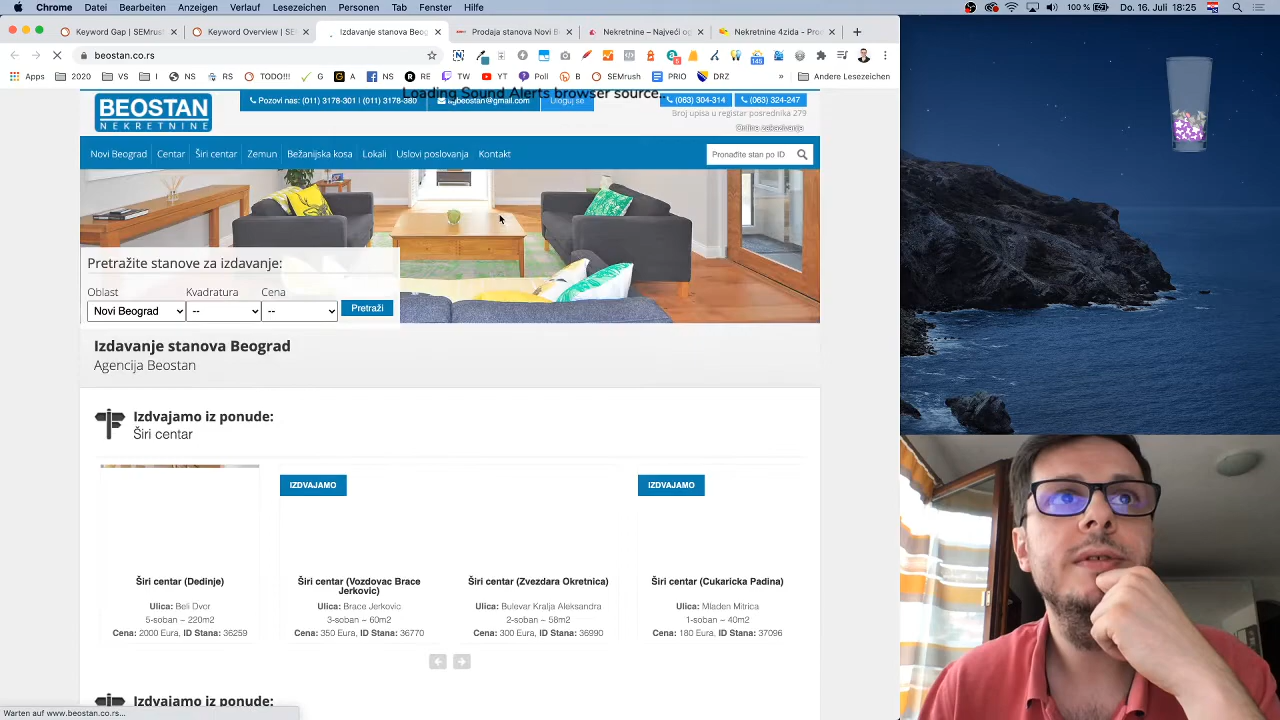 Chrome Datei Bearbeiten Anzeigen Verlauf Lesezeichen Personen Tab Fenster Hilfe 100 % Do. 16. Juli 18:25
Keyword Gap | SEMrush Keyword Overview | SE Izdavanje stanova Beog Prodaja stanova Novi B Nekretnine – Najveći og Nekretnine 4zida - Pro
beostan.co.rs
Apps 2020 VS NS RS TODO!!! G A NS RE TW YT Poll B SEMrush PRIO DRZ » Andere Lesezeichen
Loading Sound Alerts browser source.
BEOSTAN
NEKRETNINE
Pozovi nas: (011) 3178-301 | (011) 3178-380 Uloguj se (063) 304-314 (063) 324-247
Broj upisa u registar posrednika 279
Online zakazivanje
Novi Beograd Centar Širi centar Zemun Bežanijska kosa Lokali Uslovi poslovanja Kontakt Pronađite stan po ID
Pretražite stanove za izdavanje:
Oblast Kvadratura Cena
Novi Beograd -- -- Pretraži
Izdavanje stanova Beograd
Agencija Beostan
Izdvajamo iz ponude:
Širi centar
IZDVAJAMO IZDVAJAMO
Širi centar (Dedinje)
Ulica: Beli Dvor
5-soban ~ 220m2
Cena: 2000 Eura, ID Stana: 36259
Širi centar (Vozdovac Brace
Jerkovic)
Ulica: Brace Jerkovic
3-soban ~ 60m2
Cena: 350 Eura, ID Stana: 36770
Širi centar (Zvezdara Okretnica)
Ulica: Bulevar Kralja Aleksandra
2-soban ~ 58m2
Cena: 300 Eura, ID Stana: 36990
Širi centar (Cukaricka Padina)
Ulica: Mladen Mitrica
1-soban ~ 40m2
Cena: 180 Eura, ID Stana: 37096
Izdvajamo iz ponude:
Warten auf www.beostan.co.rs...